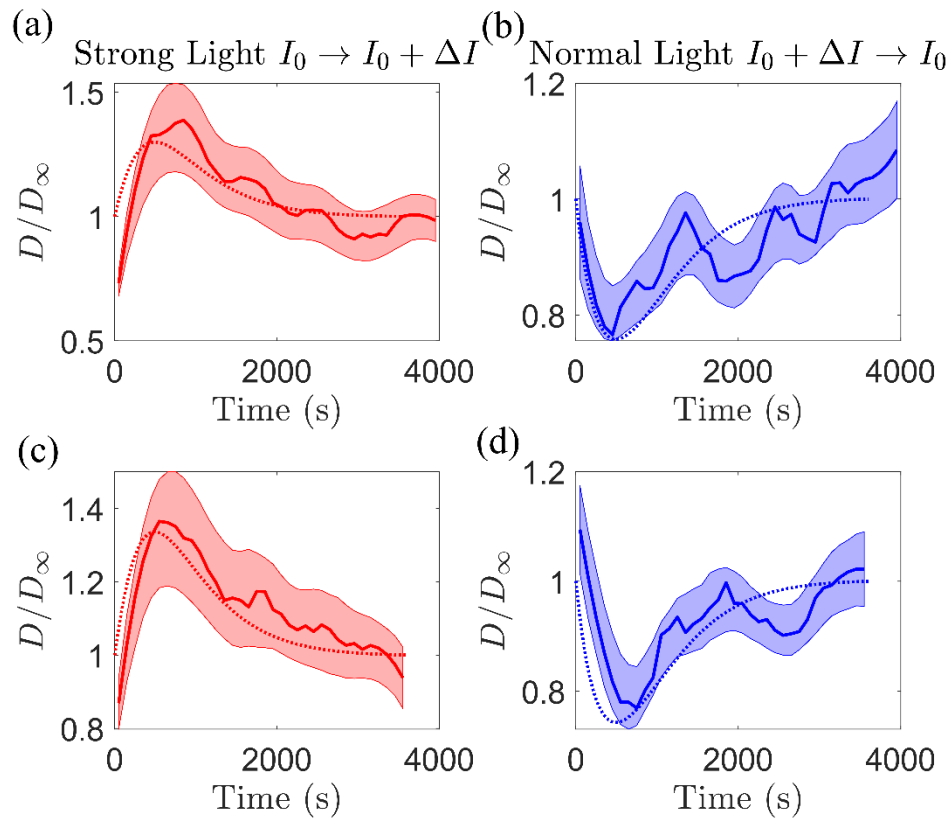 (a)
Strong Light I₀ → I₀ + ΔI
(b)
Normal Light I₀ + ΔI → I₀
1.5
1
0.5
D/D∞
0
2000
4000
Time (s)
1.2
1
0.8
D/D∞
0
2000
4000
Time (s)
(c)
1.4
1.2
1
0.8
D/D∞
0
2000
4000
Time (s)
(d)
1.2
1
0.8
D/D∞
0
2000
4000
Time (s)